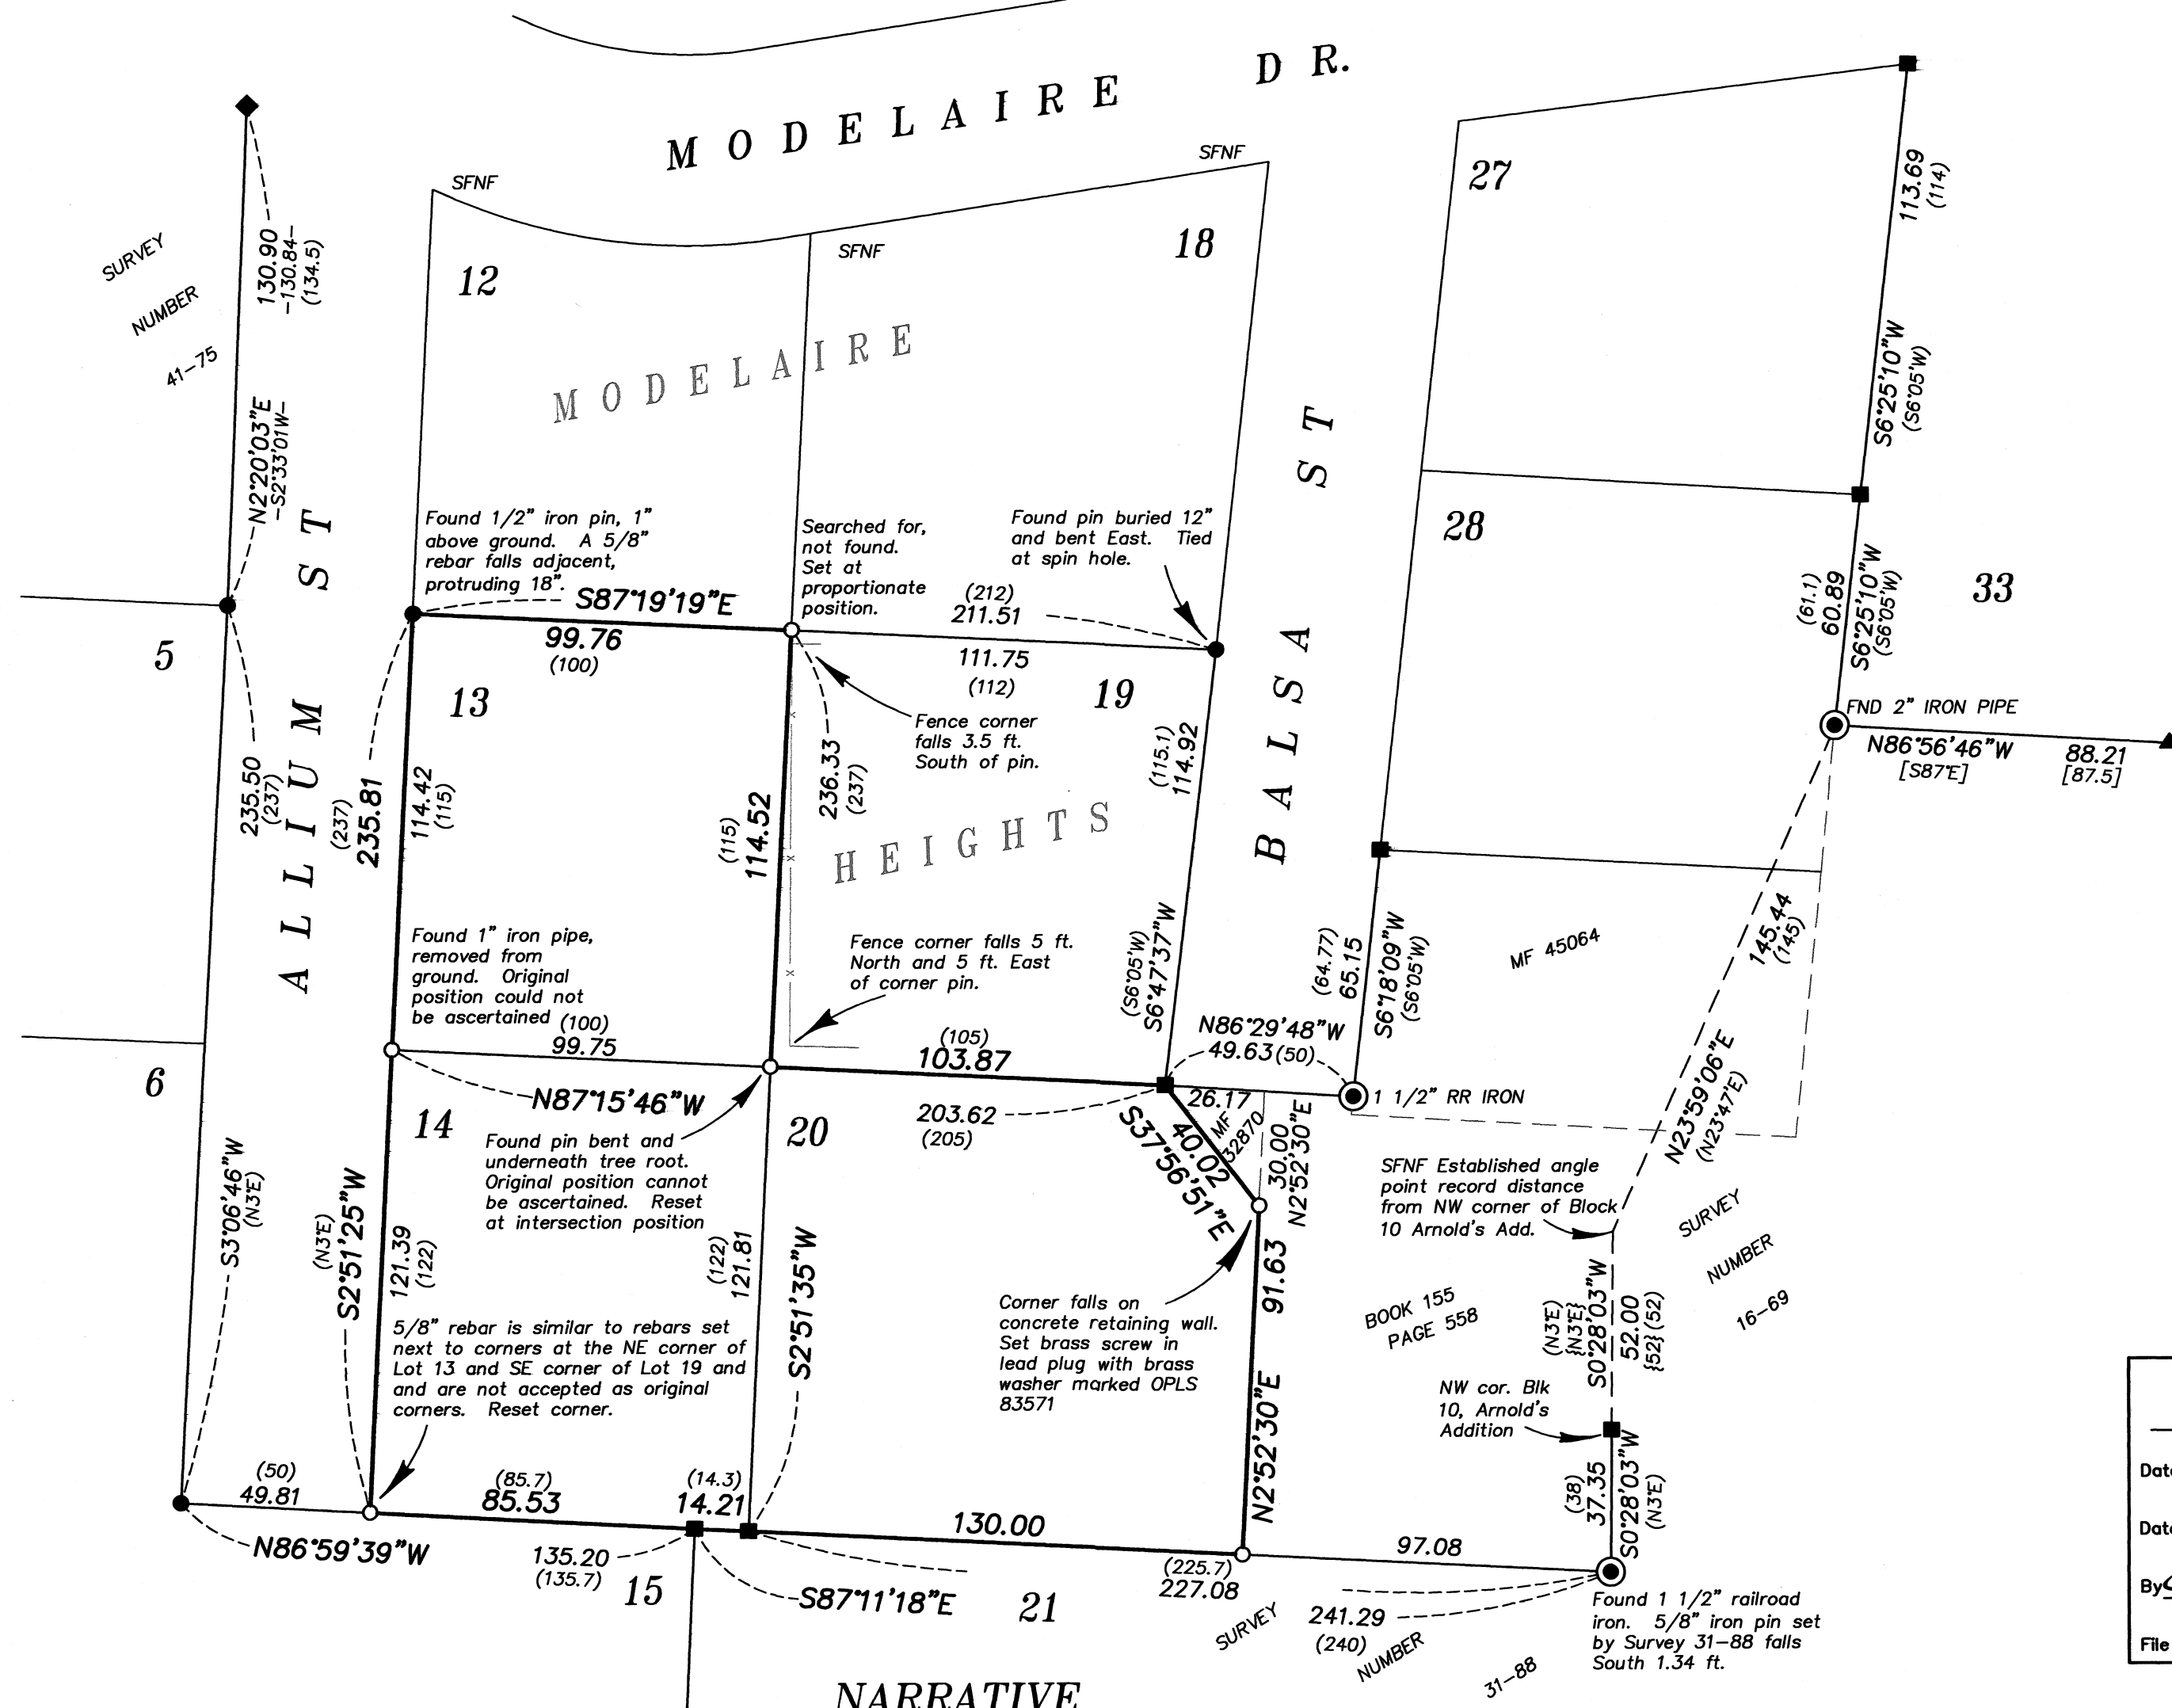 MODELAIRE DR.
SFNF
SFNF
SFNF
12
18
27
113.69
(114)
SURVEY
NUMBER
41-75
130.90
-130.84-
(134.5)
MODELAIRE
N2°20'03"E
-S2°33'01W-
S6°25'10"W
(S6°05'W)
ALLIUM ST
BALSA ST
Found 1/2" iron pin, 1"
above ground. A 5/8"
rebar falls adjacent,
protruding 18".
Searched for,
not found.
Set at
proportionate
position.
Found pin buried 12"
and bent East. Tied
at spin hole.
28
33
(61.1)
60.89
S6°25'10"W
(S6°05'W)
S87°19'19"E
99.76
(100)
(212)
211.51
111.75
(112)
5
13
19
Fence corner
falls 3.5 ft.
South of pin.
FND 2" IRON PIPE
N86°56'46"W
[S87°E]
88.21
[87.5]
235.50
(237)
(237)
235.81
114.42
(115)
(115)
114.52
236.33
(237)
(115.1)
114.92
HEIGHTS
Found 1" iron pipe,
removed from
ground. Original
position could not
be ascertained
(100)
99.75
Fence corner falls 5 ft.
North and 5 ft. East
of corner pin.
(S6°05'W)
S6°47'37"W
(64.77)
65.15
S6°18'09"W
(S6°05'W)
MF 45064
145.44
(145)
N23°59'06"E
(N23°47'E)
(105)
103.87
N86°29'48"W
49.63(50)
1 1/2" RR IRON
6
N87°15'46"W
203.62
(205)
26.17
MF
32870
40.02
S37°56'51"E
30.00
N2°52'30"E
14
20
Found pin bent and
underneath tree root.
Original position cannot
be ascertained. Reset
at intersection position
SFNF Established angle
point record distance
from NW corner of Block
10 Arnold's Add.
SURVEY
NUMBER
16-69
S3°06'46"W
(N3°E)
(N3°E)
S2°51'25"W
121.39
(122)
(122)
121.81
S2°51'35"W
91.63
N2°52'30"E
Corner falls on
concrete retaining wall.
Set brass screw in
lead plug with brass
washer marked OPLS
83571
BOOK 155
PAGE 558
(N3°E)
{N3°E}
S0°28'03"W
52.00
{52} (52)
5/8" rebar is similar to rebars set
next to corners at the NE corner of
Lot 13 and SE corner of Lot 19 and
and are not accepted as original
corners. Reset corner.
NW cor. Blk
10, Arnold's
Addition
(38)
37.35
S0°28'03"W
(N3°E)
(50)
49.81
(85.7)
85.53
(14.3)
14.21
130.00
97.08
N86°59'39"W
135.20
(135.7)
15
S87°11'18"E
21
(225.7)
227.08
241.29
(240)
SURVEY
NUMBER
31-88
Found 1 1/2" railroad
iron. 5/8" iron pin set
by Survey 31-88 falls
South 1.34 ft.
By
File
NARRATIVE